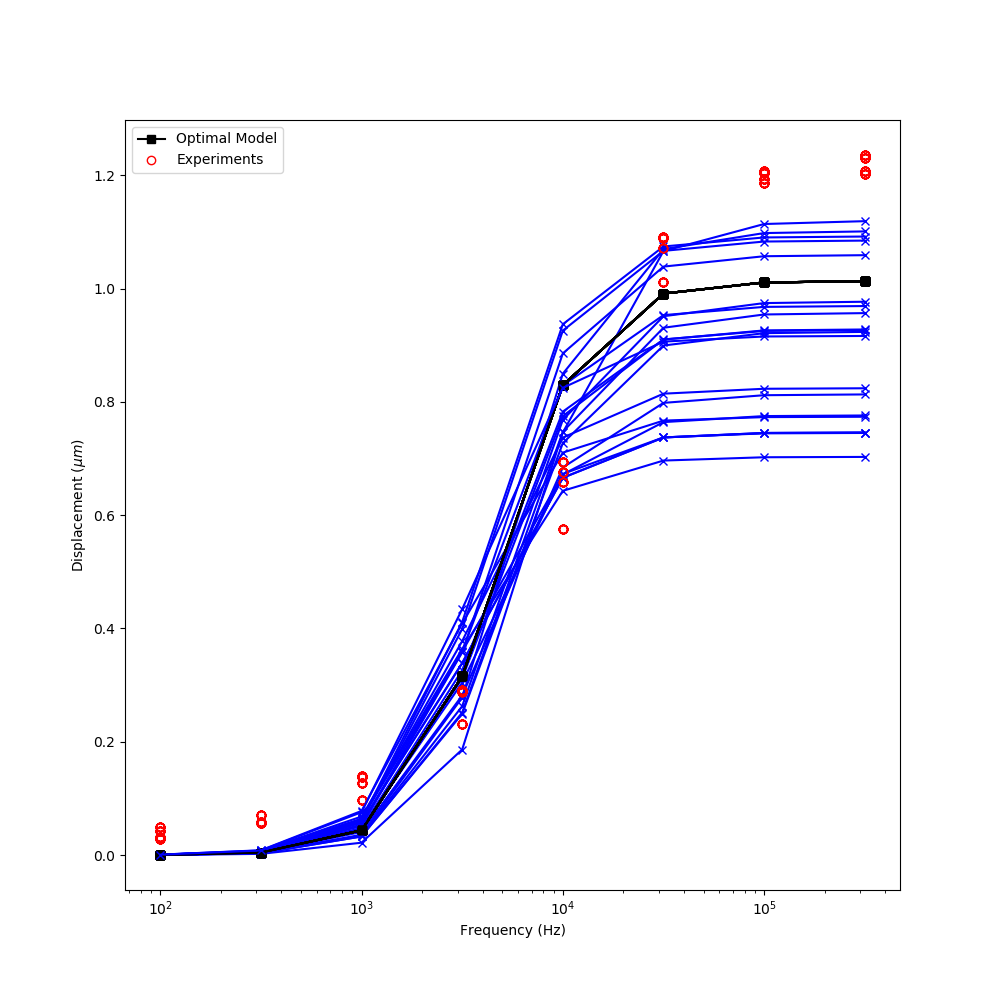 Optimal Model
Experiments
1.2
1.0
0.8
0.6
0.4
0.2
0.0
Displacement (μm)
10²
10³
10⁴
10⁵
Frequency (Hz)